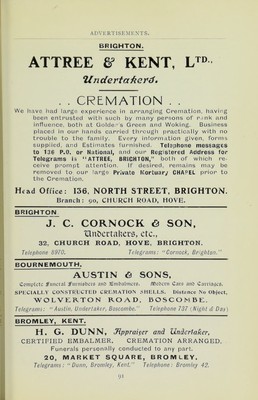 ADVERTISEMENTS.
BRIGHTON.
ATTREE & KENT, LTD.,
Undertakers.
. . CREMATION . .
We have had large experience in arranging Cremation, having
been entrusted with such by many persons of rank and
influence, both at Golder's Green and Woking. Business
placed in our hands carried through practically with no
trouble to the family. Every information given, forms
supplied, and Estimates furnished. Telephone messages
to 136 P.O. or National, and our Registered Address for
Telegrams is "ATTREE, BRIGHTON," both of which re-
ceive prompt attention. If desired, remains may be
removed to our large Private Mortuary CHAPEL prior to
the Cremation.
Head Office: 136, NORTH STREET, BRIGHTON.
Branch: 90, CHURCH ROAD, HOVE.
BRIGHTON
J. C. CORNOCK & SON,
Undertakers, etc.,
32, CHURCH ROAD, HOVE, BRIGHTON.
Telephone 6970. Telegrams: "Cornock, Brighton."
BOURNEMOUTH,
AUSTIN & SONS,
Complete Funeral Furnishers and Embalmers. Modern Cars and Carriages.
SPECIALLY CONSTRUCTED CREMATION SHELLS. Distance No Object,
WOLVERTON ROAD, BOSCOMBE.
Telegrams: "Austin, Undertaker, Boscombe." Telephone 737 (Night & Day)
BROMLEY, KENT,
H. G. DUNN, Appraiser and Undertaker,
CERTIFIED EMBALMER. CREMATION ARRANGED.
Funerals personally conducted to any part.
20, MARKET SQUARE, BROMLEY.
Telegrams: "Dunn, Bromley, Kent." Telephone: Bromley 42.